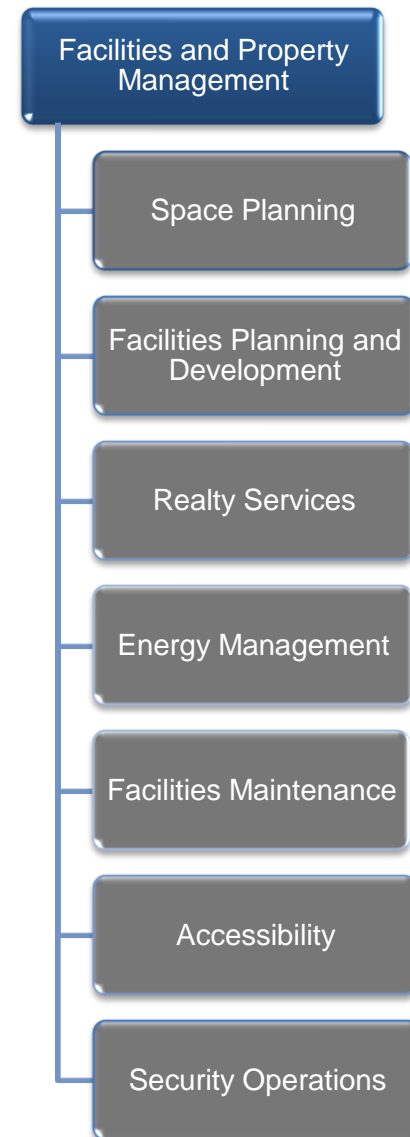 Facilities and Property
Management
Space Planning
Facilities Planning and
Development
Realty Services
Energy Management
Facilities Maintenance
Accessibility
Security Operations